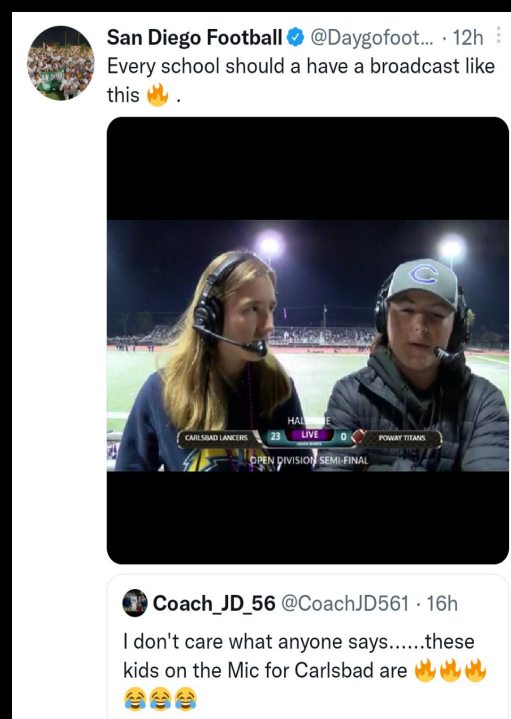 San Diego Football @Daygofoot... · 12h
Every school should a have a broadcast like
this 🔥 .
C
HALFTIME
CARLSBAD LANCERS 23 LIVE 0 POWAY TITANS
OPEN DIVISION SEMI-FINAL
Coach_JD_56 @CoachJD561 · 16h
I don't care what anyone says......these
kids on the Mic for Carlsbad are 🔥🔥🔥
😂😂😂